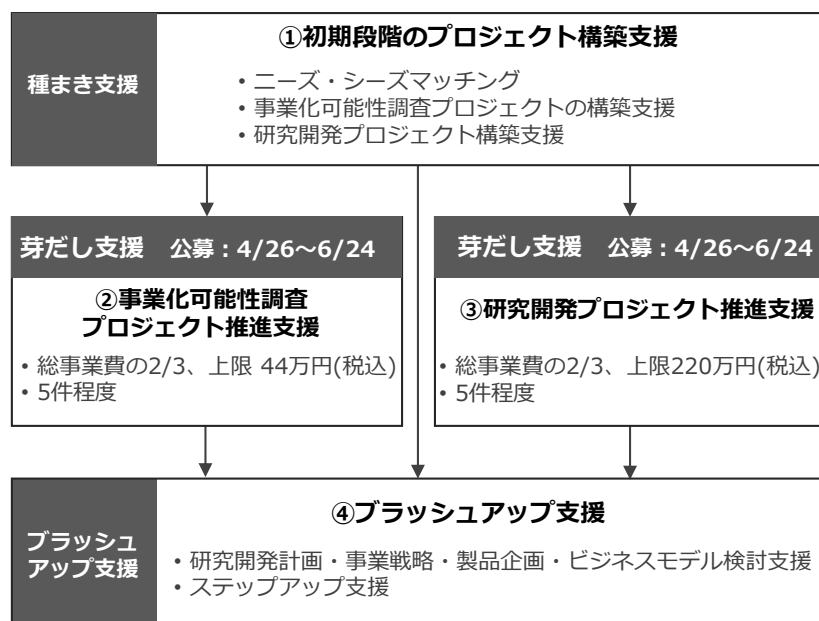 ①初期段階のプロジェクト構築支援
種まき支援
• ニーズ・シーズマッチング
• 事業化可能性調査プロジェクトの構築支援
• 研究開発プロジェクト構築支援
芽だし支援 公募：4/26～6/24
②事業化可能性調査
プロジェクト推進支援
• 総事業費の2/3、上限 44万円(税込)
• 5件程度
芽だし支援 公募：4/26～6/24
③研究開発プロジェクト推進支援
• 総事業費の2/3、上限220万円(税込)
• 5件程度
ブラッシュ
アップ支援
④ブラッシュアップ支援
• 研究開発計画・事業戦略・製品企画・ビジネスモデル検討支援
• ステップアップ支援